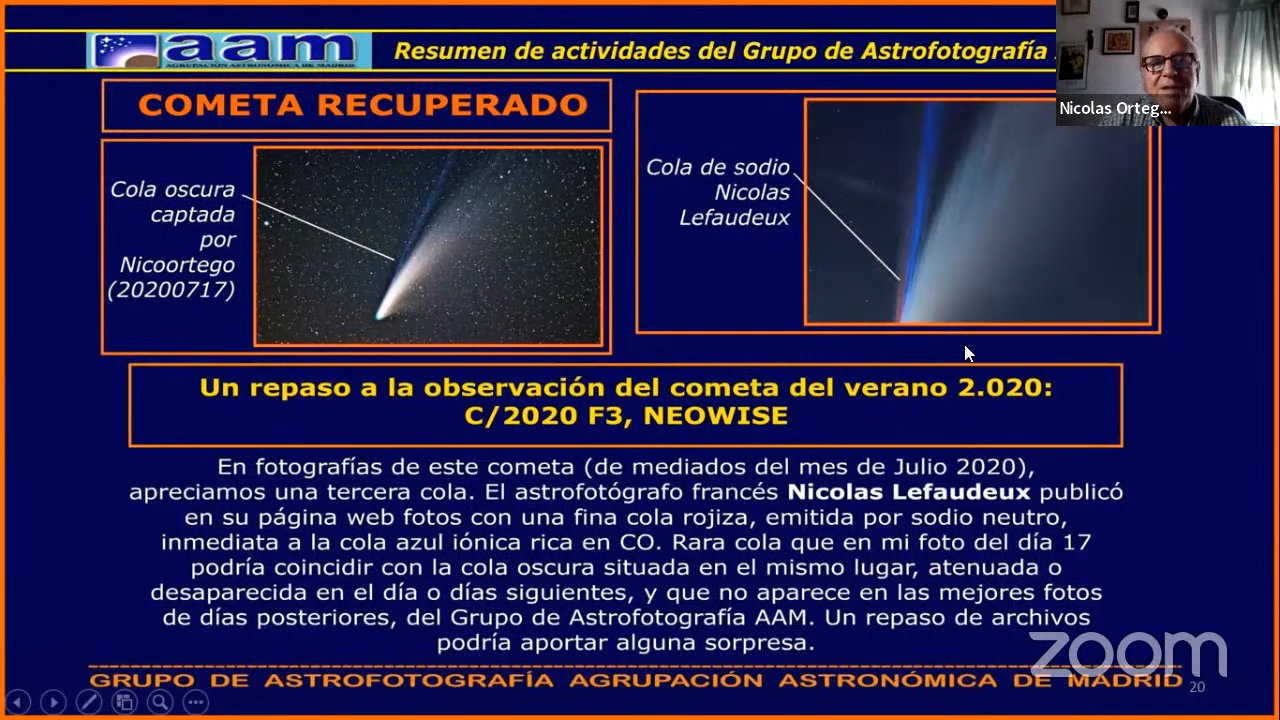 aam
AGRUPACIÓN ASTRONÓMICA DE MADRID
Resumen de actividades del Grupo de Astrofotografía
Nicolas Orteg...
COMETA RECUPERADO
Cola oscura
captada
por
Nicoortego
(20200717)
Cola de sodio
Nicolas
Lefaudeux
Un repaso a la observación del cometa del verano 2.020:
C/2020 F3, NEOWISE
En fotografías de este cometa (de mediados del mes de Julio 2020),
apreciamos una tercera cola. El astrofotógrafo francés Nicolas Lefaudeux publicó
en su página web fotos con una fina cola rojiza, emitida por sodio neutro,
inmediata a la cola azul iónica rica en CO. Rara cola que en mi foto del día 17
podría coincidir con la cola oscura situada en el mismo lugar, atenuada o
desaparecida en el día o días siguientes, y que no aparece en las mejores fotos
de días posteriores, del Grupo de Astrofotografía AAM. Un repaso de archivos
podría aportar alguna sorpresa.
zoom
GRUPO DE ASTROFOTOGRAFÍA AGRUPACIÓN ASTRONÓMICA DE MADRID
20